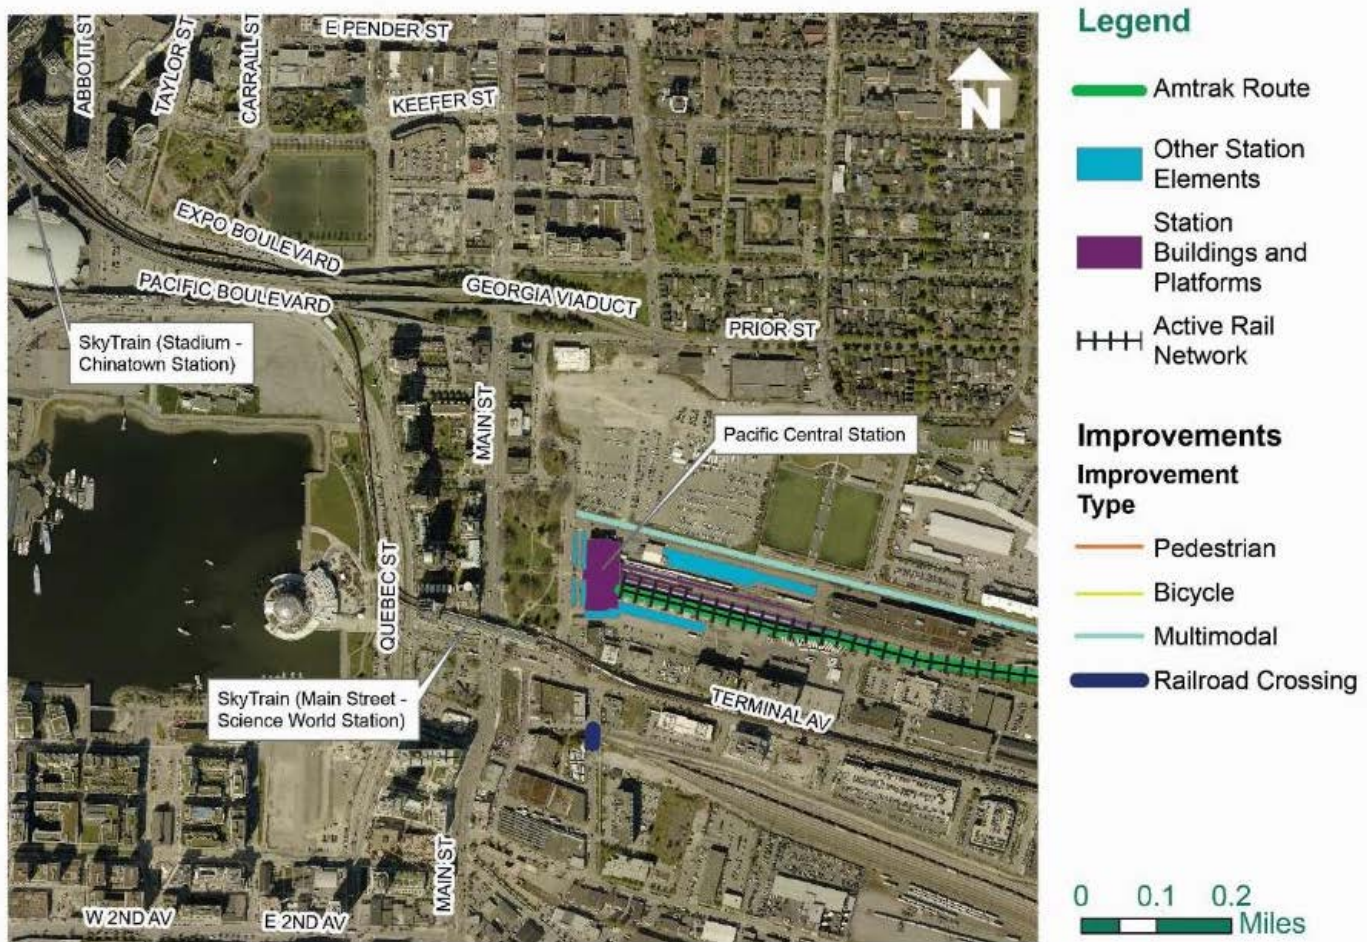 ABBOTT ST
TAYLOR ST
CARRALL ST
E PENDER ST
KEEFER ST
N
EXPO BOULEVARD
PACIFIC BOULEVARD
GEORGIA VIADUCT
PRIOR ST
SkyTrain (Stadium -
Chinatown Station)
MAIN ST
Pacific Central Station
QUEBEC ST
SkyTrain (Main Street -
Science World Station)
TERMINAL AV
MAIN ST
W 2ND AV
E 2ND AV
Legend
Amtrak Route
Other Station
Elements
Station
Buildings and
Platforms
Active Rail
Network
Improvements
Improvement
Type
Pedestrian
Bicycle
Multimodal
Railroad Crossing
0 0.1 0.2
Miles